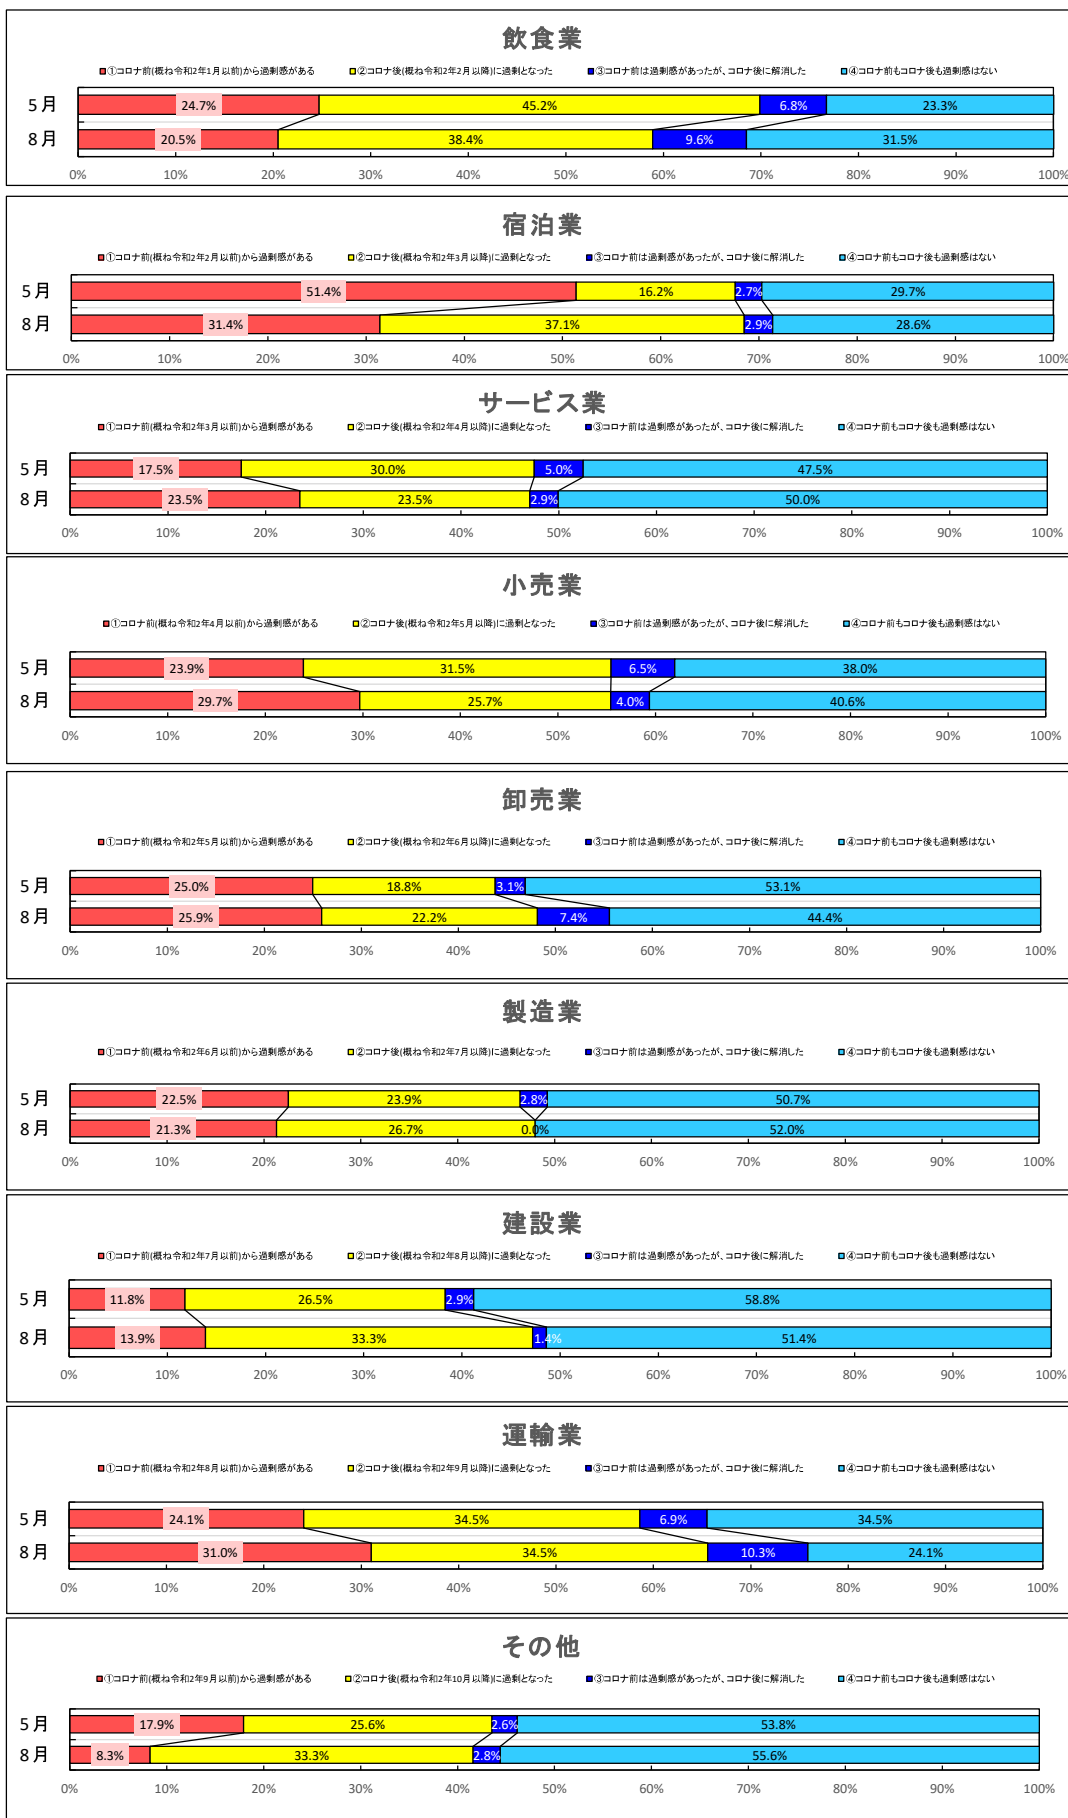 飲食業
①コロナ前(概ね令和2年1月以前)から過剰感がある ②コロナ後(概ね令和2年2月以降)に過剰となった ③コロナ前は過剰感があったが、コロナ後に解消した ④コロナ前もコロナ後も過剰感はない
5月 24.7% 45.2% 6.8% 23.3%
8月 20.5% 38.4% 9.6% 31.5%
0% 10% 20% 30% 40% 50% 60% 70% 80% 90% 100%
宿泊業
①コロナ前(概ね令和2年2月以前)から過剰感がある ②コロナ後(概ね令和2年3月以降)に過剰となった ③コロナ前は過剰感があったが、コロナ後に解消した ④コロナ前もコロナ後も過剰感はない
5月 51.4% 16.2% 2.7% 29.7%
8月 31.4% 37.1% 2.9% 28.6%
0% 10% 20% 30% 40% 50% 60% 70% 80% 90% 100%
サービス業
①コロナ前(概ね令和2年3月以前)から過剰感がある ②コロナ後(概ね令和2年4月以降)に過剰となった ③コロナ前は過剰感があったが、コロナ後に解消した ④コロナ前もコロナ後も過剰感はない
5月 17.5% 30.0% 5.0% 47.5%
8月 23.5% 23.5% 2.9% 50.0%
0% 10% 20% 30% 40% 50% 60% 70% 80% 90% 100%
小売業
①コロナ前(概ね令和2年4月以前)から過剰感がある ②コロナ後(概ね令和2年5月以降)に過剰となった ③コロナ前は過剰感があったが、コロナ後に解消した ④コロナ前もコロナ後も過剰感はない
5月 23.9% 31.5% 6.5% 38.0%
8月 29.7% 25.7% 4.0% 40.6%
0% 10% 20% 30% 40% 50% 60% 70% 80% 90% 100%
卸売業
①コロナ前(概ね令和2年5月以前)から過剰感がある ②コロナ後(概ね令和2年6月以降)に過剰となった ③コロナ前は過剰感があったが、コロナ後に解消した ④コロナ前もコロナ後も過剰感はない
5月 25.0% 18.8% 3.1% 53.1%
8月 25.9% 22.2% 7.4% 44.4%
0% 10% 20% 30% 40% 50% 60% 70% 80% 90% 100%
製造業
①コロナ前(概ね令和2年6月以前)から過剰感がある ②コロナ後(概ね令和2年7月以降)に過剰となった ③コロナ前は過剰感があったが、コロナ後に解消した ④コロナ前もコロナ後も過剰感はない
5月 22.5% 23.9% 2.8% 50.7%
8月 21.3% 26.7% 0.0% 52.0%
0% 10% 20% 30% 40% 50% 60% 70% 80% 90% 100%
建設業
①コロナ前(概ね令和2年7月以前)から過剰感がある ②コロナ後(概ね令和2年8月以降)に過剰となった ③コロナ前は過剰感があったが、コロナ後に解消した ④コロナ前もコロナ後も過剰感はない
5月 11.8% 26.5% 2.9% 58.8%
8月 13.9% 33.3% 1.4% 51.4%
0% 10% 20% 30% 40% 50% 60% 70% 80% 90% 100%
運輸業
①コロナ前(概ね令和2年8月以前)から過剰感がある ②コロナ後(概ね令和2年9月以降)に過剰となった ③コロナ前は過剰感があったが、コロナ後に解消した ④コロナ前もコロナ後も過剰感はない
5月 24.1% 34.5% 6.9% 34.5%
8月 31.0% 34.5% 10.3% 24.1%
0% 10% 20% 30% 40% 50% 60% 70% 80% 90% 100%
その他
①コロナ前(概ね令和2年9月以前)から過剰感がある ②コロナ後(概ね令和2年10月以降)に過剰となった ③コロナ前は過剰感があったが、コロナ後に解消した ④コロナ前もコロナ後も過剰感はない
5月 17.9% 25.6% 2.6% 53.8%
8月 8.3% 33.3% 2.8% 55.6%
0% 10% 20% 30% 40% 50% 60% 70% 80% 90% 100%